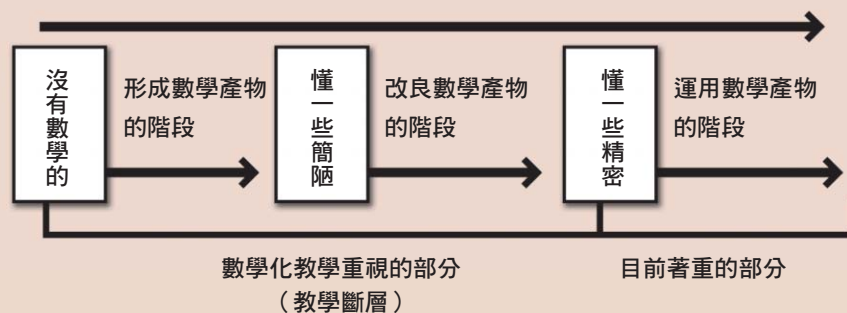 沒有數學的
形成數學產物
的階段
懂一些簡陋
改良數學產物
的階段
懂一些精密
運用數學產物
的階段
數學化教學重視的部分
（教學斷層）
目前著重的部分